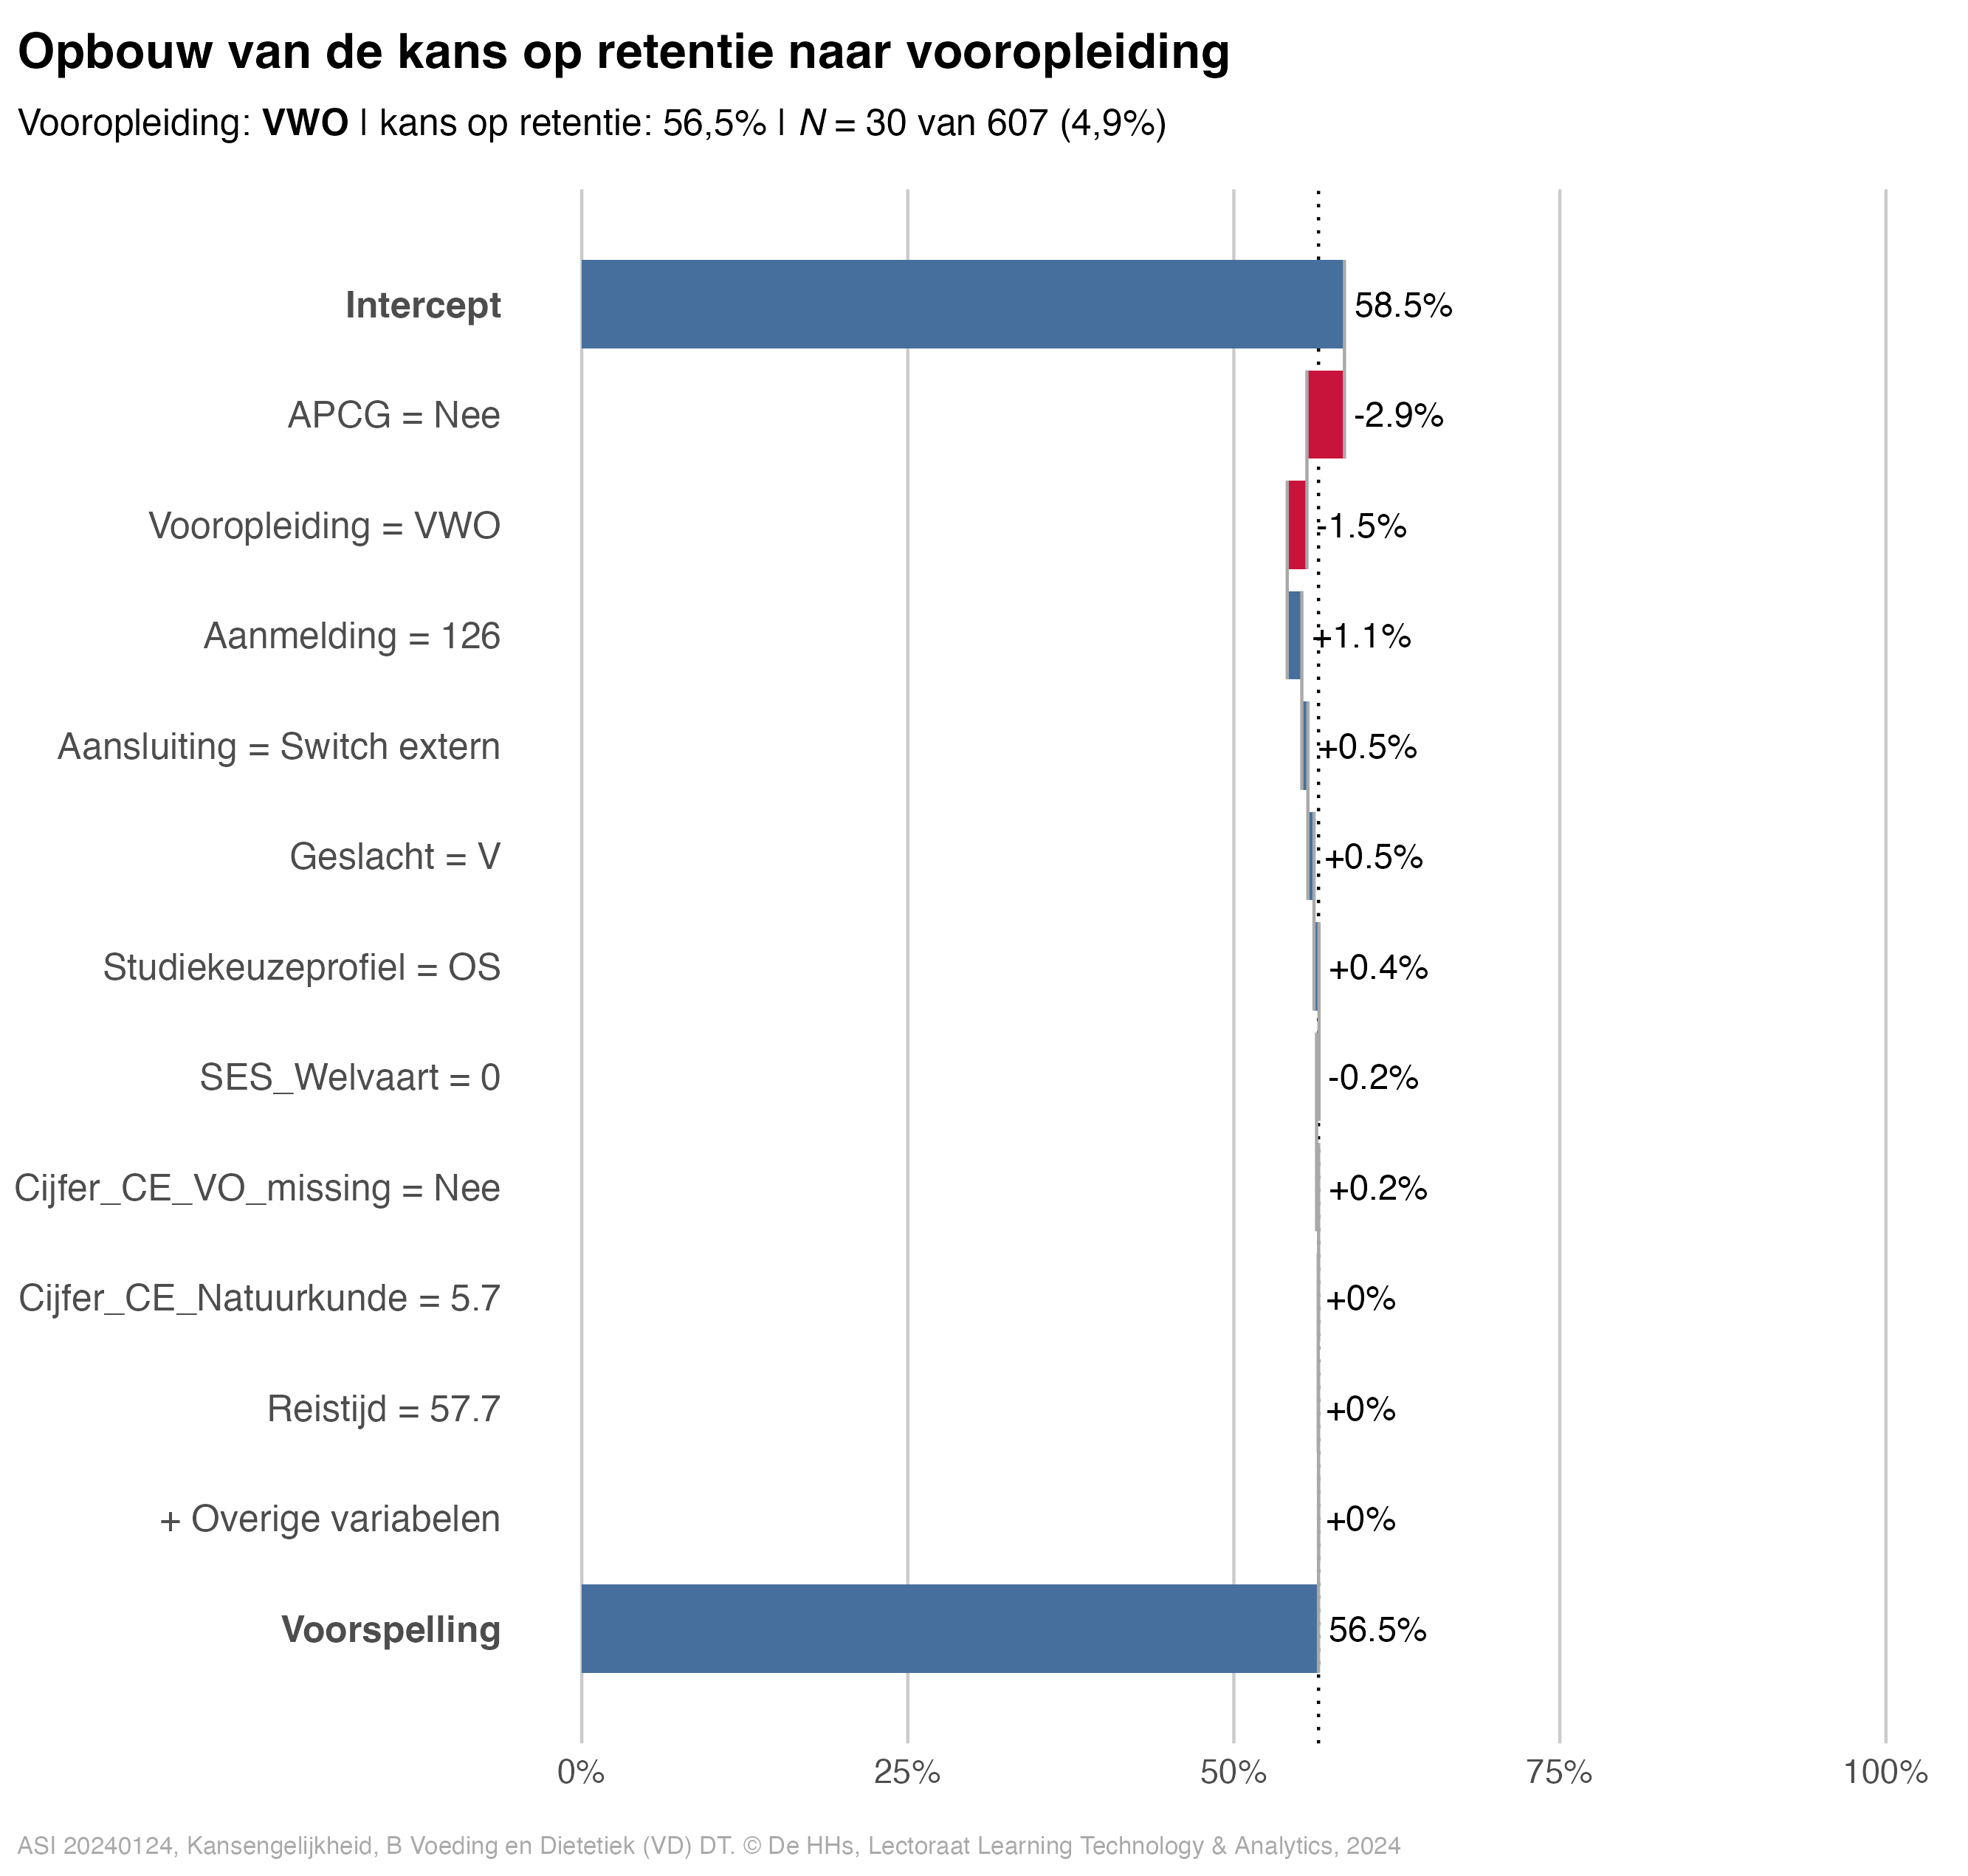 Opbouw van de kans op retentie naar vooropleiding
Vooropleiding: VWO | kans op retentie: 56,5% | N = 30 van 607 (4,9%)
Intercept
58.5%
APCG = Nee
-2.9%
Vooropleiding = VWO
-1.5%
Aanmelding = 126
+1.1%
Aansluiting = Switch extern
+0.5%
Geslacht = V
+0.5%
Studiekeuzeprofiel = OS
+0.4%
SES_Welvaart = 0
-0.2%
Cijfer_CE_VO_missing = Nee
+0.2%
Cijfer_CE_Natuurkunde = 5.7
+0%
Reistijd = 57.7
+0%
+ Overige variabelen
+0%
Voorspelling
56.5%
0% 25% 50% 75% 100%
ASI 20240124, Kansengelijkheid, B Voeding en Dietetiek (VD) DT. © De HHs, Lectoraat Learning Technology & Analytics, 2024